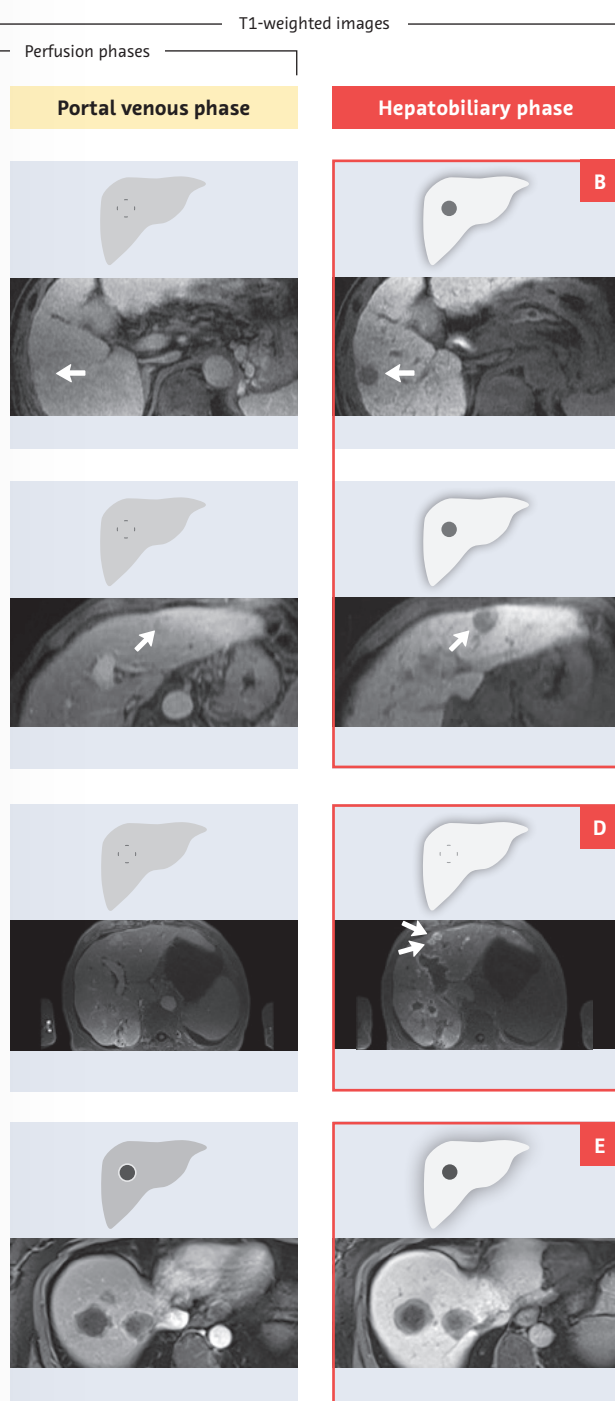 T1-weighted images
Perfusion phases
Portal venous phase
Hepatobiliary phase
B
D
E